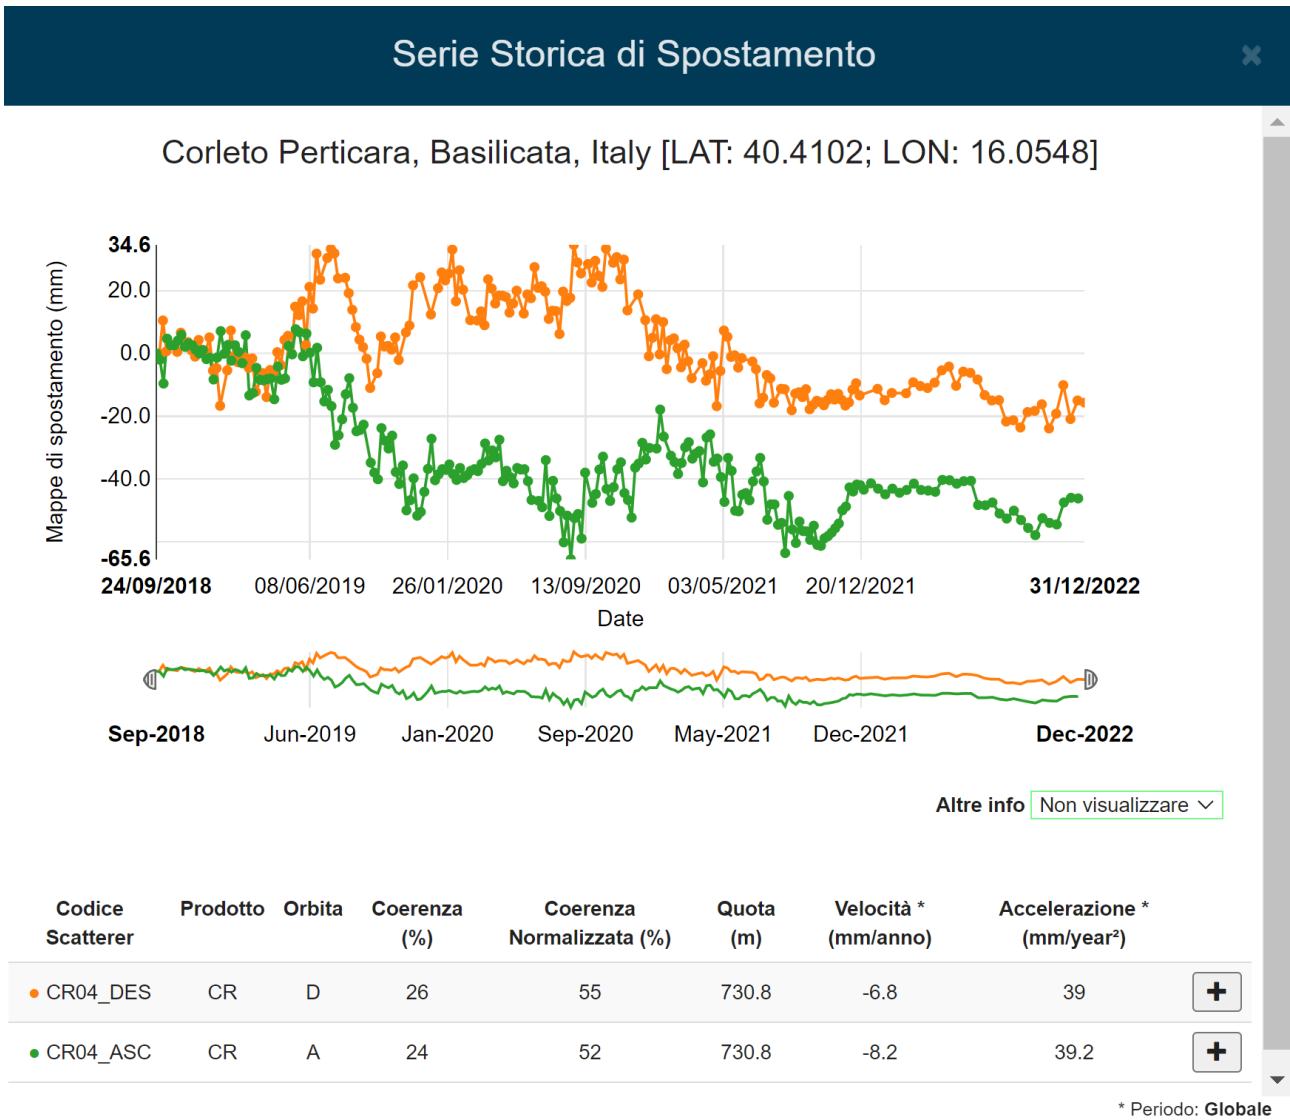 Serie Storica di Spostamento
×
Corleto Perticara, Basilicata, Italy [LAT: 40.4102; LON: 16.0548]
Mappe di spostamento (mm)
34.6
20.0
0.0
-20.0
-40.0
-65.6
24/09/2018 08/06/2019 26/01/2020 13/09/2020 03/05/2021 20/12/2021 31/12/2022
Date
Sep-2018 Jun-2019 Jan-2020 Sep-2020 May-2021 Dec-2021 Dec-2022
Altre info Non visualizzare
Codice Scatterer Prodotto Orbita Coerenza (%) Coerenza Normalizzata (%) Quota (m) Velocità * (mm/anno) Accelerazione * (mm/year²)
CR04_DES CR D 26 55 730.8 -6.8 39 +
CR04_ASC CR A 24 52 730.8 -8.2 39.2 +
* Periodo: Globale